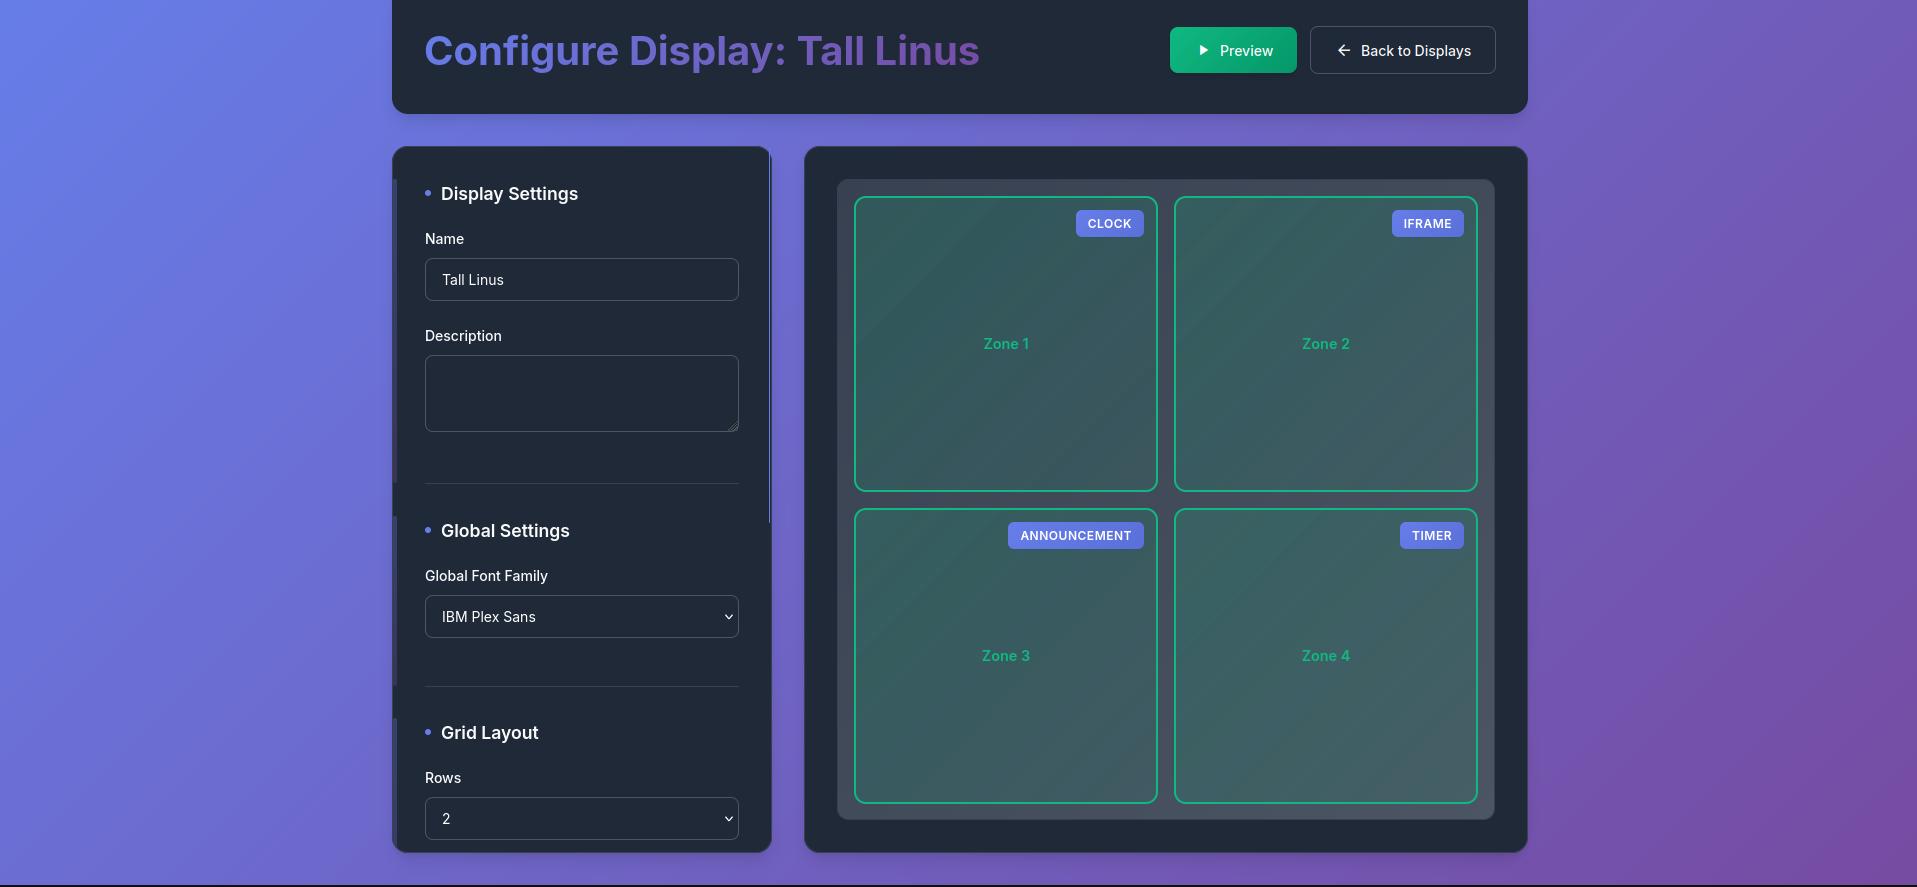 Configure Display: Tall Linus
Preview
Back to Displays
Display Settings
Name
Tall Linus
Description
Global Settings
Global Font Family
IBM Plex Sans
Grid Layout
Rows
2
CLOCK
Zone 1
IFRAME
Zone 2
ANNOUNCEMENT
Zone 3
TIMER
Zone 4